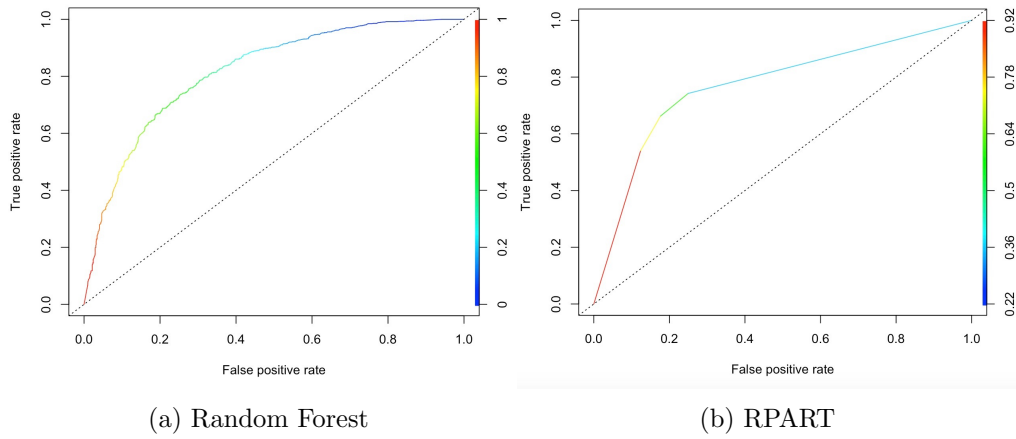 True positive rate
0.0 0.2 0.4 0.6 0.8 1.0
0.0 0.2 0.4 0.6 0.8 1.0
False positive rate
0 0.2 0.4 0.6 0.8 1
(a) Random Forest
True positive rate
0.0 0.2 0.4 0.6 0.8 1.0
0.0 0.2 0.4 0.6 0.8 1.0
False positive rate
0.22 0.36 0.5 0.64 0.78 0.92
(b) RPART